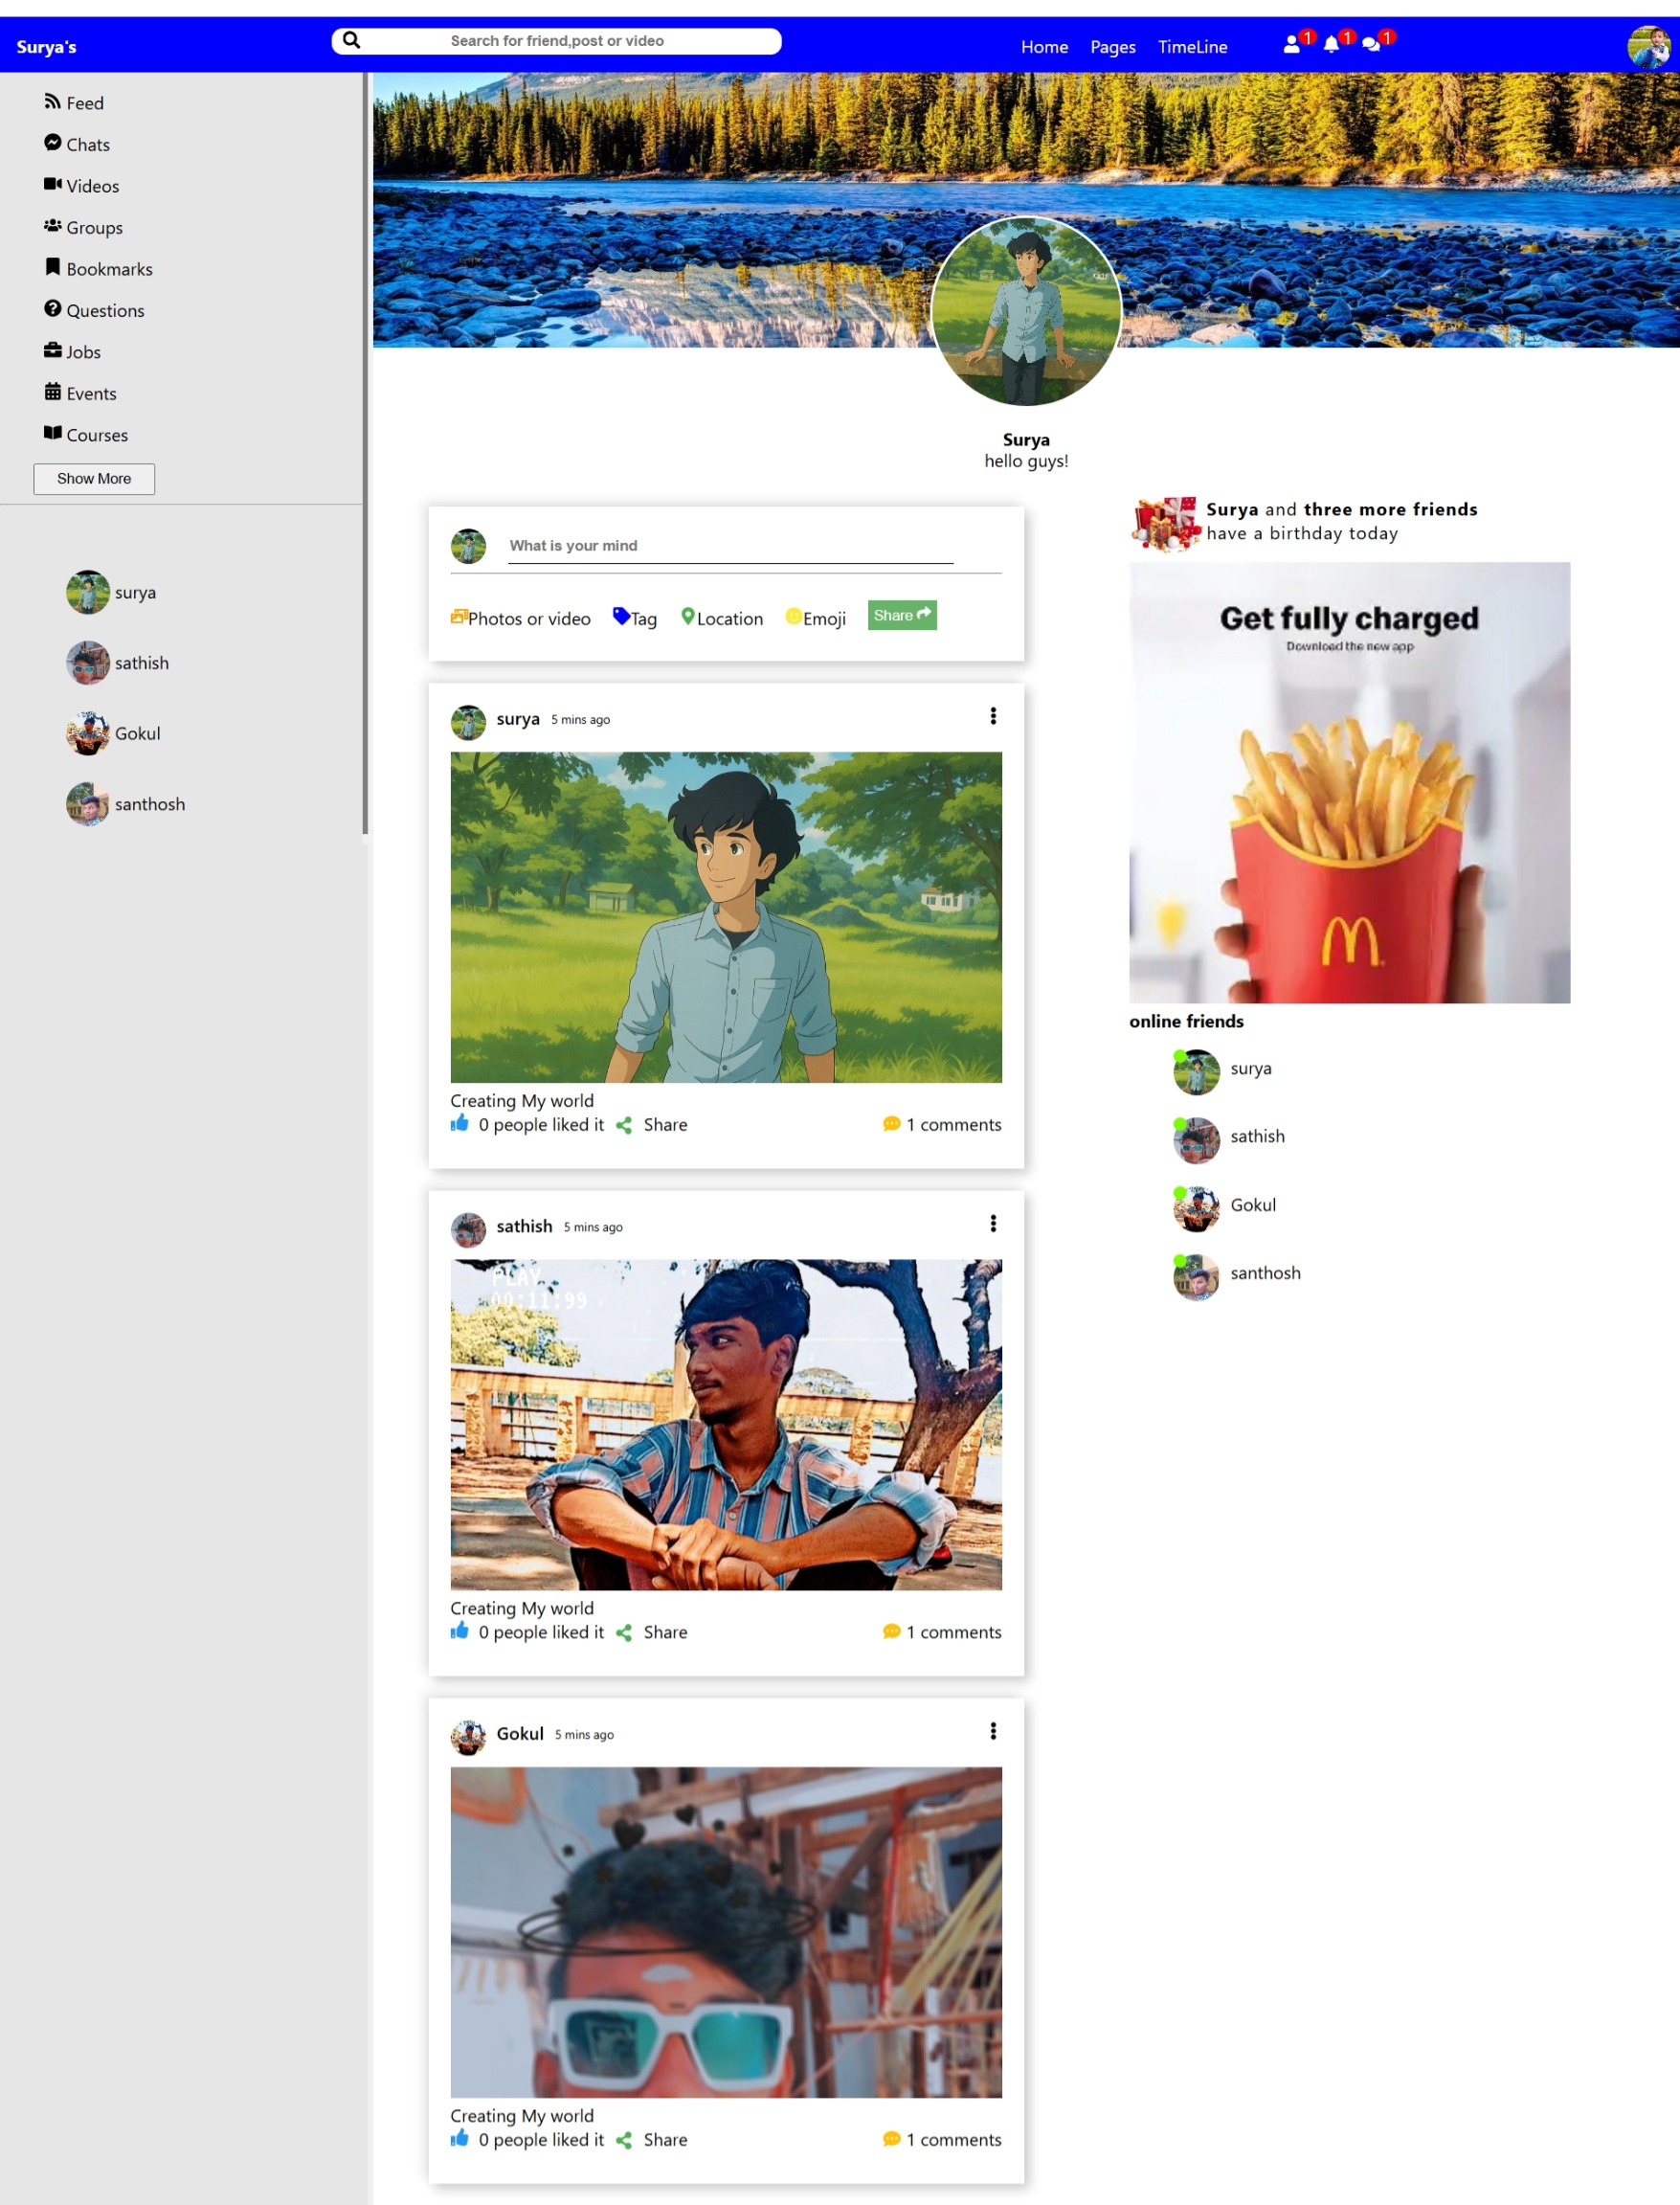 Surya's
Search for friend,post or video
Home Pages TimeLine
1 1 1
Feed
Chats
Videos
Groups
Bookmarks
Questions
Jobs
Events
Courses
Show More
surya
sathish
Gokul
santhosh
Surya
hello guys!
What is your mind
Photos or video Tag Location Emoji Share
surya 5 mins ago
Creating My world
0 people liked it Share 1 comments
sathish 5 mins ago
PLAY
00:11:99
Creating My world
0 people liked it Share 1 comments
Gokul 5 mins ago
Creating My world
0 people liked it Share 1 comments
Surya and three more friends
have a birthday today
Get fully charged
Download the new app
online friends
surya
sathish
Gokul
santhosh